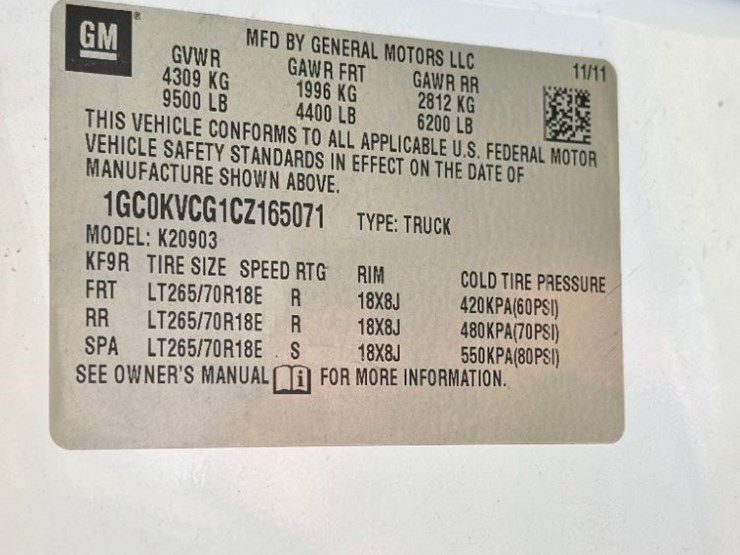 GM
MFD BY GENERAL MOTORS LLC
11/11
GVWR GAWR FRT GAWR RR
4309 KG 1996 KG 2812 KG
9500 LB 4400 LB 6200 LB
THIS VEHICLE CONFORMS TO ALL APPLICABLE U.S. FEDERAL MOTOR
VEHICLE SAFETY STANDARDS IN EFFECT ON THE DATE OF
MANUFACTURE SHOWN ABOVE.
1GC0KVCG1CZ165071 TYPE: TRUCK
MODEL: K20903
KF9R TIRE SIZE SPEED RTG RIM COLD TIRE PRESSURE
FRT LT265/70R18E R 18X8J 420KPA(60PSI)
RR LT265/70R18E R 18X8J 480KPA(70PSI)
SPA LT265/70R18E S 18X8J 550KPA(80PSI)
SEE OWNER'S MANUAL i FOR MORE INFORMATION.